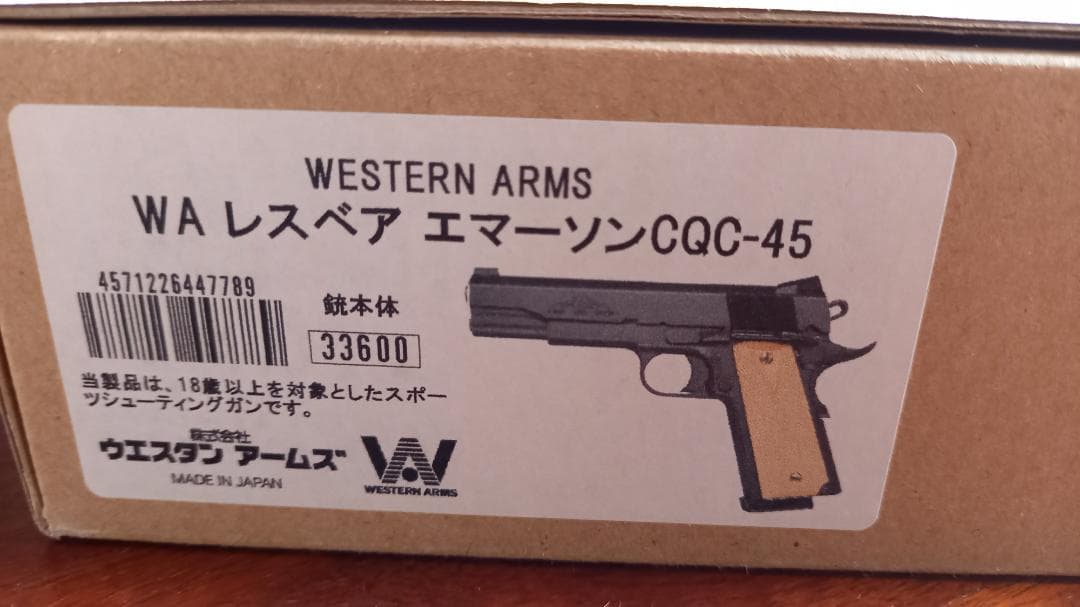 WESTERN ARMS
WA レスベア エマーソンCQC-45
4571226447789
銃本体
33600
当製品は、18歳以上を対象としたスポー
ツシューティングガンです。
株式会社
ウエスタン アームズ
MADE IN JAPAN
WA
WESTERN ARMS